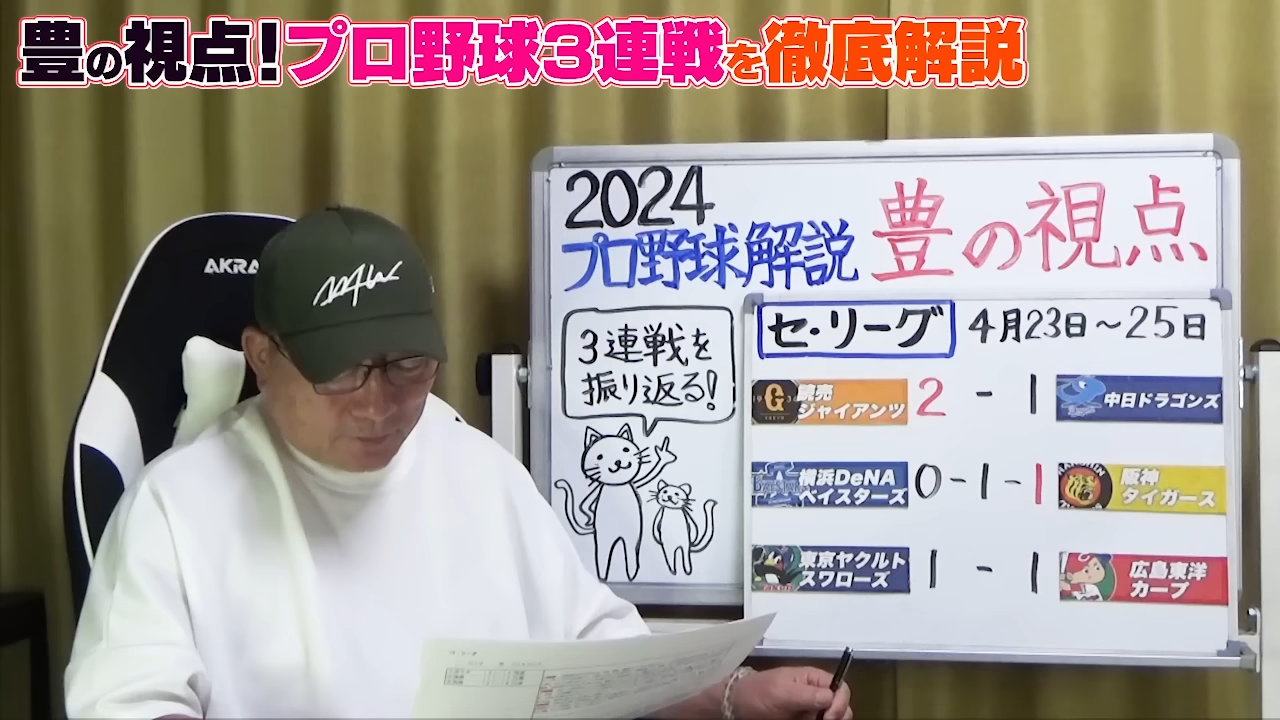 豊の視点!プロ野球3連戦を徹底解説
2024
プロ野球解説 豊の視点
3連戦を
振り返る!
セ・リーグ 4月23日～25日
読売
ジャイアンツ 2 - 1 中日ドラゴンズ
横浜DeNA
ベイスターズ 0-1-1 阪神
タイガース
東京ヤクルト
スワローズ 1 - 1 広島東洋
カープ
AKRA